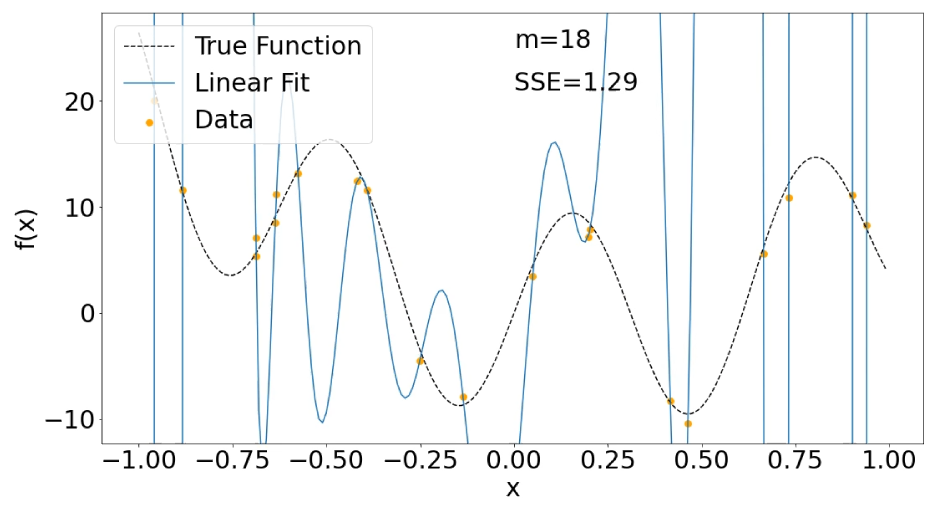 True Function
Linear Fit
Data
m=18
SSE=1.29
f(x)
20
10
0
−10
−1.00 −0.75 −0.50 −0.25 0.00 0.25 0.50 0.75 1.00
x